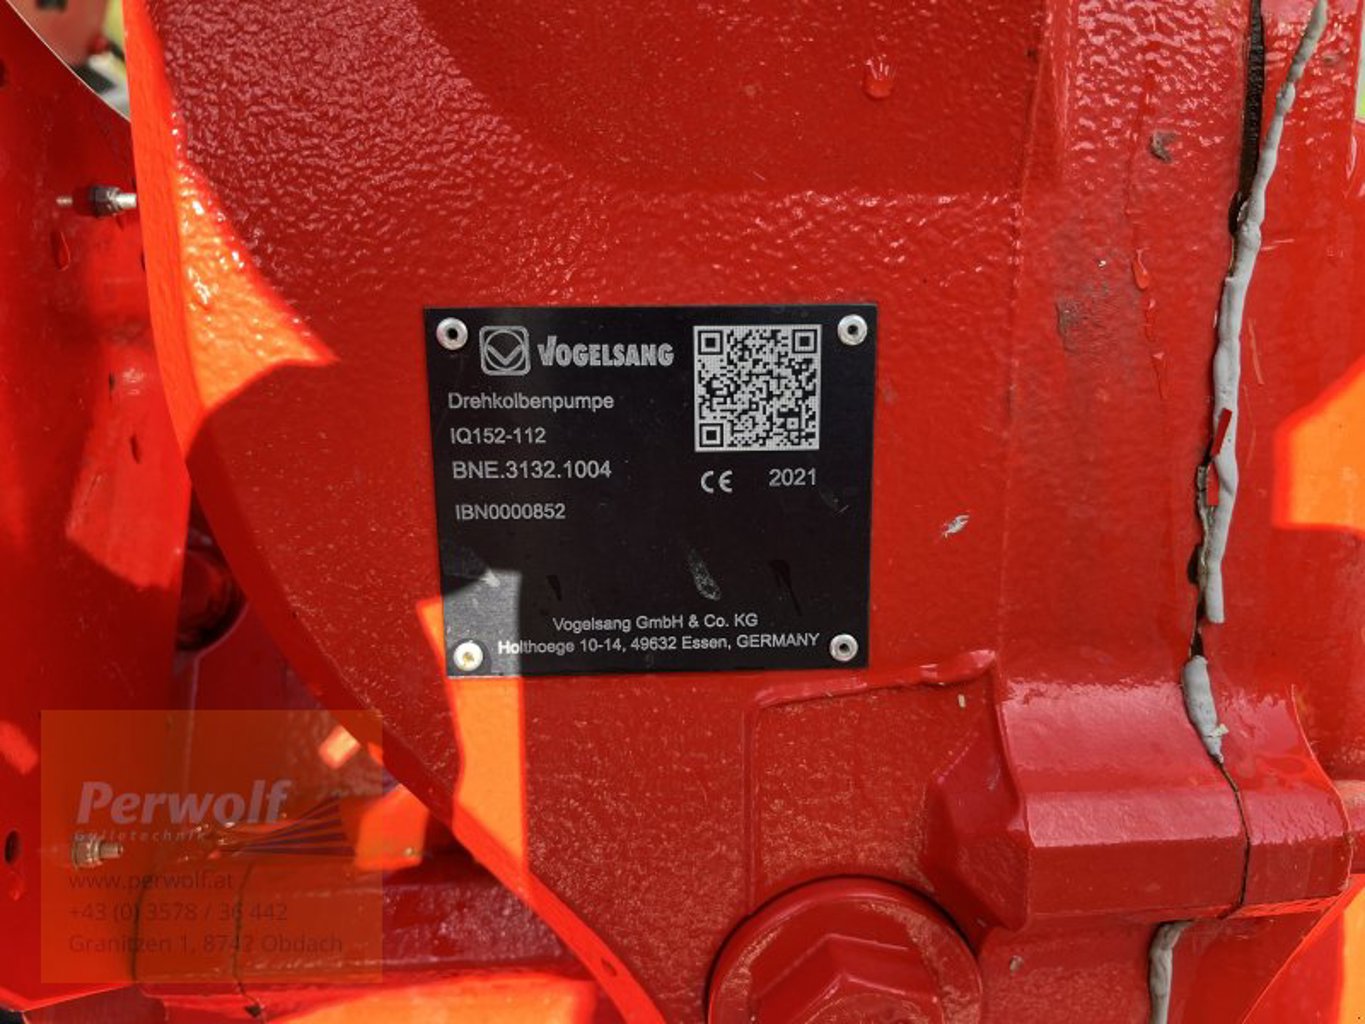 VOGELSANG
Drehkolbenpumpe
IQ152-112
BNE.3132.1004
CE 2021
IBN0000852
Vogelsang GmbH & Co. KG
Holthoege 10-14, 49632 Essen, GERMANY
Perwolf
Gülletechnik
www.perwolf.at
+43 (0) 3578 / 36 442
Granitzen 1, 8742 Obdach